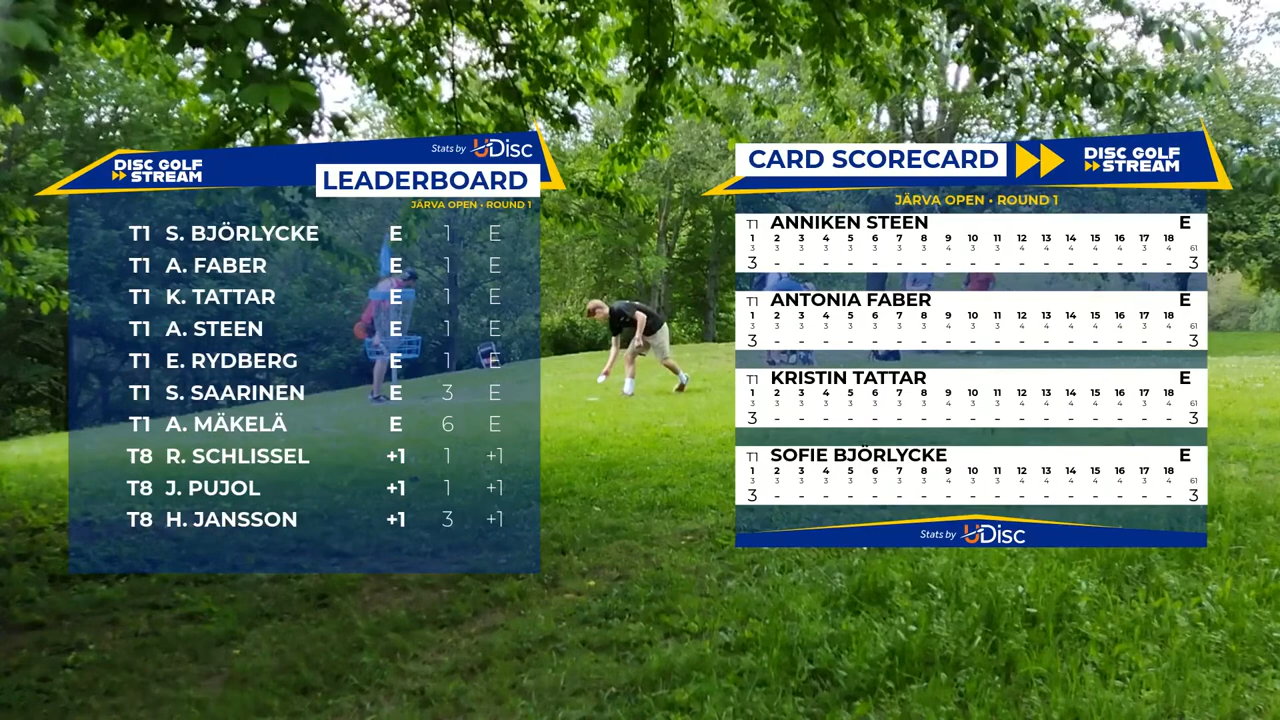 DISC GOLF STREAM
Stats by UDisc
LEADERBOARD
JÄRVA OPEN • ROUND 1
T1 S. BJÖRLYCKE E 1 E
T1 A. FABER E 1 E
T1 K. TATTAR E 1 E
T1 A. STEEN E 1 E
T1 E. RYDBERG E 1 E
T1 S. SAARINEN E 3 E
T1 A. MÄKELÄ E 6 E
T8 R. SCHLISSEL +1 1 +1
T8 J. PUJOL +1 1 +1
T8 H. JANSSON +1 3 +1
CARD SCORECARD
DISC GOLF STREAM
JÄRVA OPEN • ROUND 1
T1 ANNIKEN STEEN E
1 2 3 4 5 6 7 8 9 10 11 12 13 14 15 16 17 18
3 3 3 3 3 3 3 3 4 3 3 4 4 4 4 4 3 4 61
3 - - - - - - - - - - - - - - - - - 3
T1 ANTONIA FABER E
1 2 3 4 5 6 7 8 9 10 11 12 13 14 15 16 17 18
3 3 3 3 3 3 3 3 4 3 3 4 4 4 4 4 3 4 61
3 - - - - - - - - - - - - - - - - - 3
T1 KRISTIN TATTAR E
1 2 3 4 5 6 7 8 9 10 11 12 13 14 15 16 17 18
3 3 3 3 3 3 3 3 4 3 3 4 4 4 4 4 3 4 61
3 - - - - - - - - - - - - - - - - - 3
T1 SOFIE BJÖRLYCKE E
1 2 3 4 5 6 7 8 9 10 11 12 13 14 15 16 17 18
3 3 3 3 3 3 3 3 4 3 3 4 4 4 4 4 3 4 61
3 - - - - - - - - - - - - - - - - - 3
Stats by UDisc